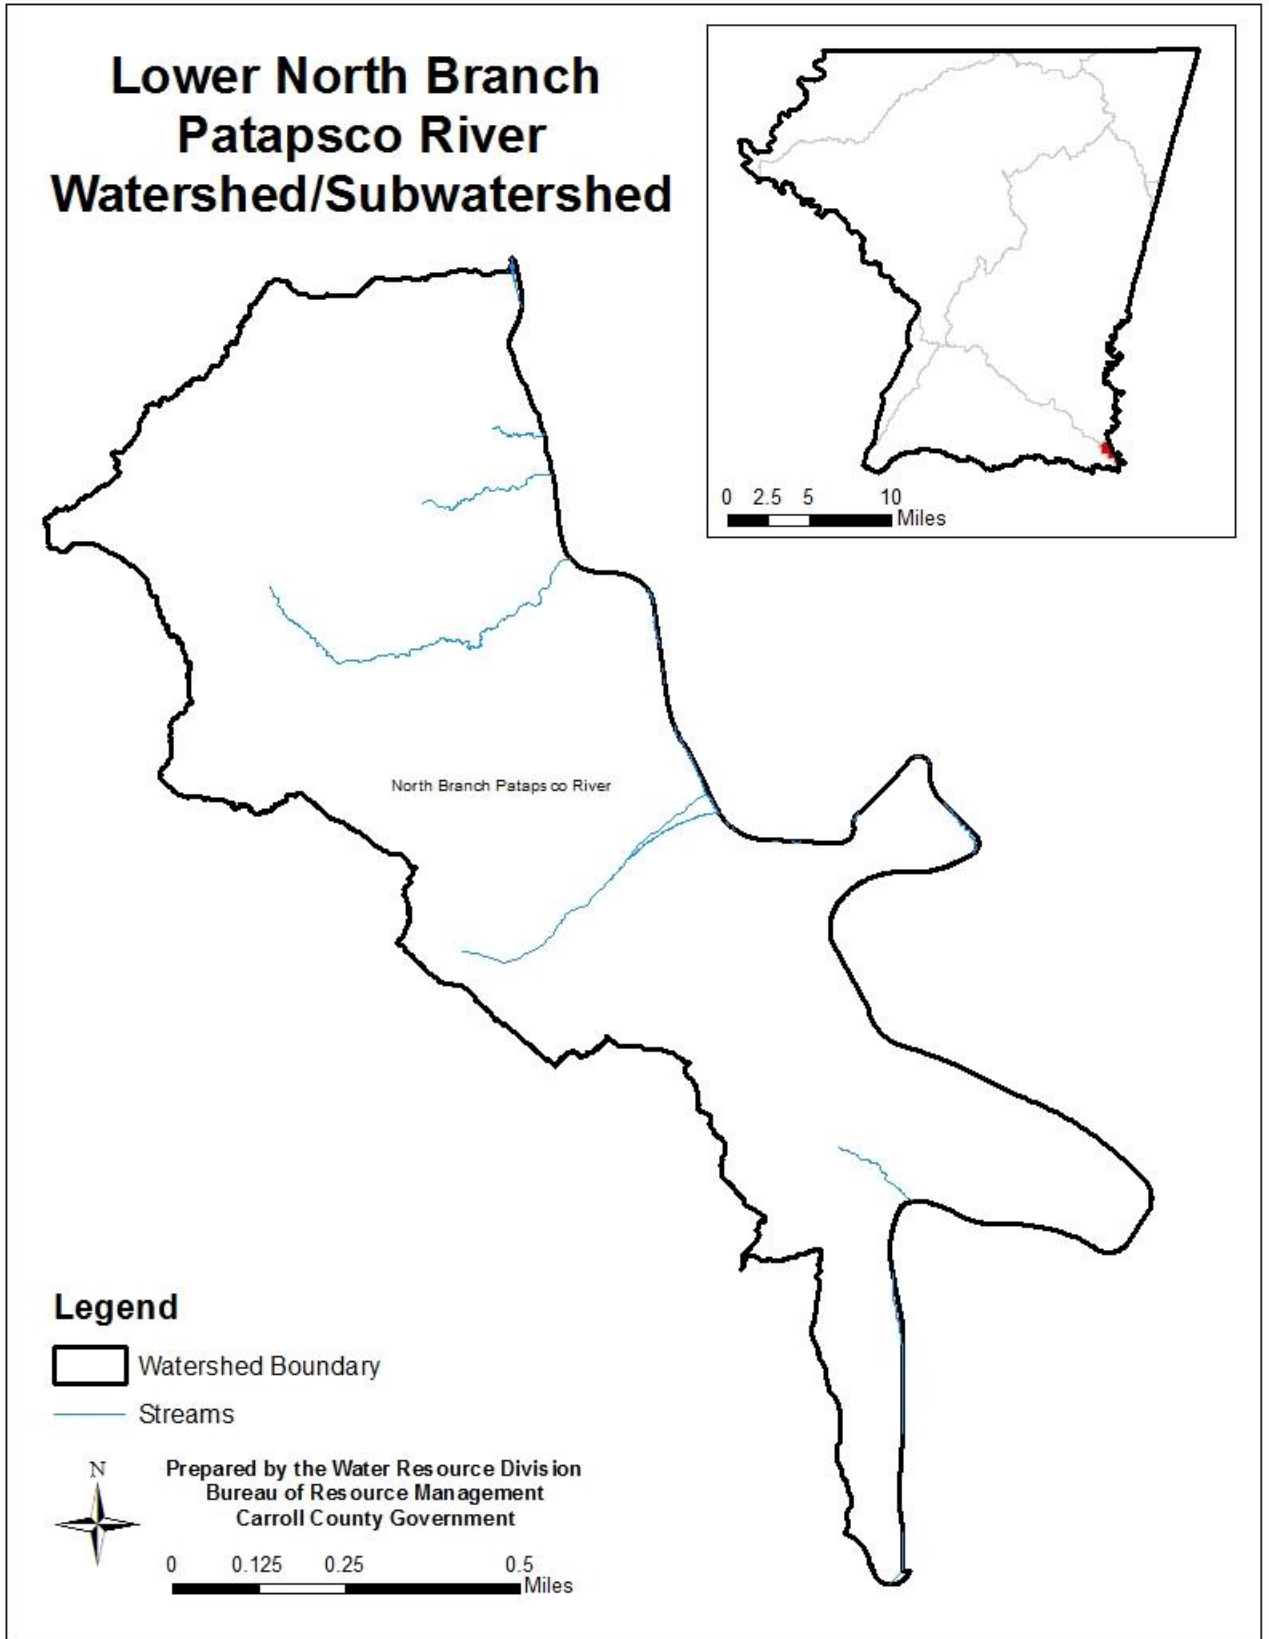 Lower North Branch
Patapsco River
Watershed/Subwatershed
0 2.5 5 10
Miles
North Branch Patapsco River
Legend
Watershed Boundary
Streams
N
Prepared by the Water Resource Division
Bureau of Resource Management
Carroll County Government
0 0.125 0.25 0.5
Miles